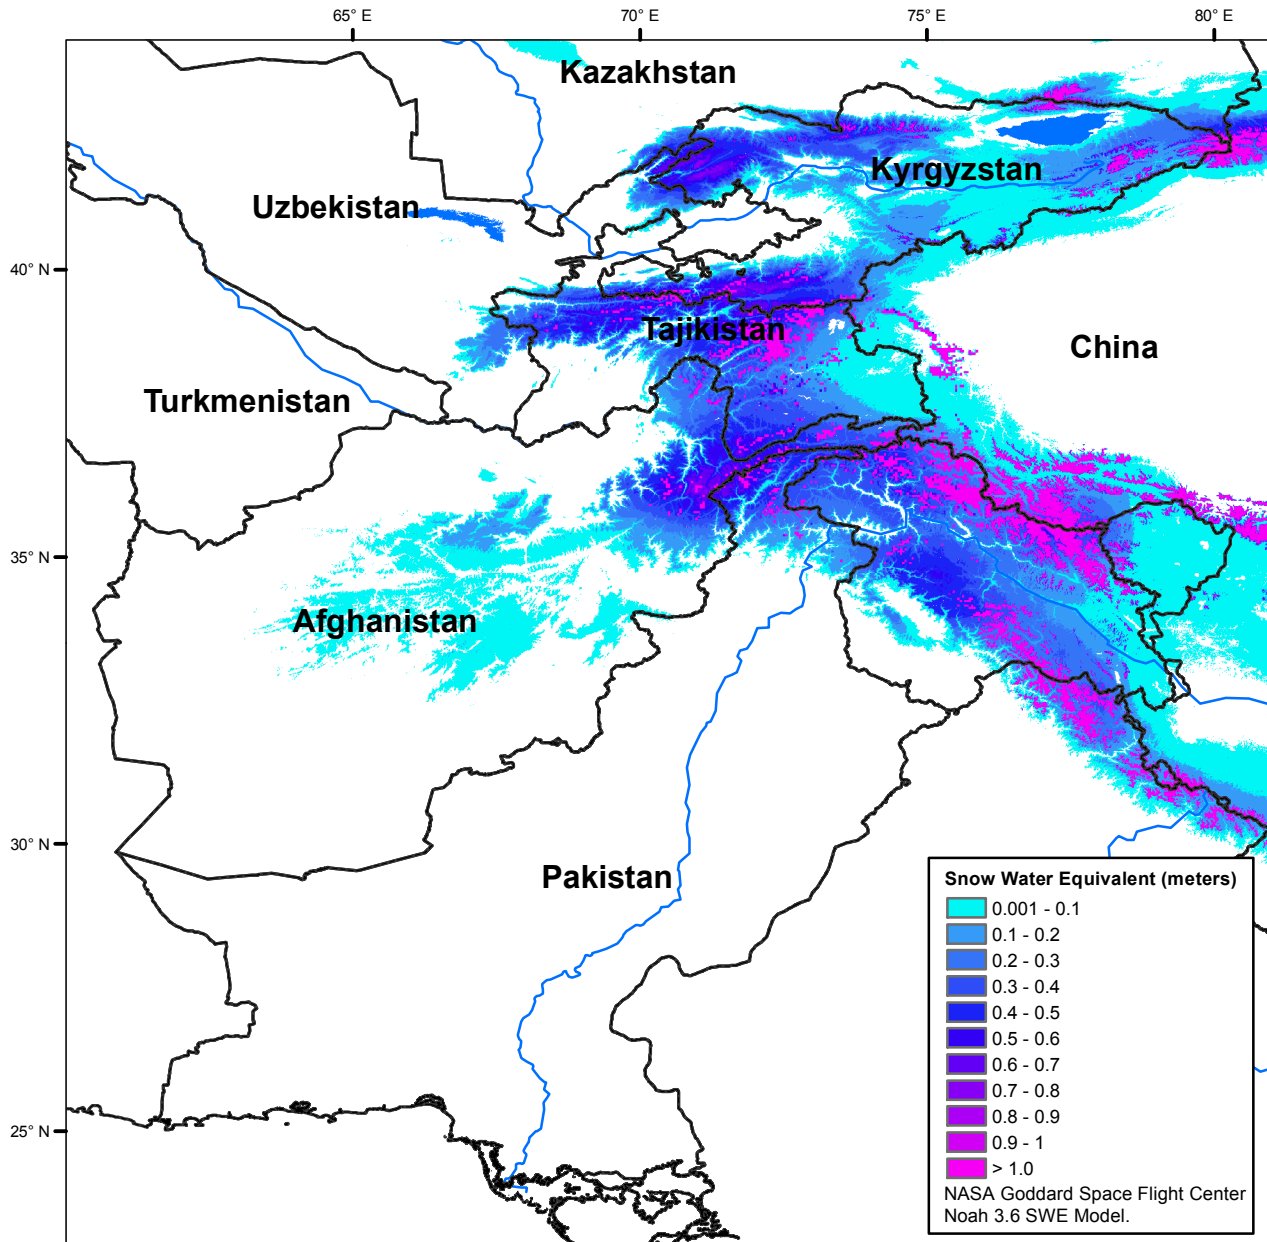 65° E
70° E
75° E
80° E
Kazakhstan
Kyrgyzstan
Uzbekistan
40° N
Tajikistan
China
Turkmenistan
35° N
Afghanistan
30° N
Pakistan
25° N
Snow Water Equivalent (meters)
0.001 - 0.1
0.1 - 0.2
0.2 - 0.3
0.3 - 0.4
0.4 - 0.5
0.5 - 0.6
0.6 - 0.7
0.7 - 0.8
0.8 - 0.9
0.9 - 1
> 1.0
NASA Goddard Space Flight Center
Noah 3.6 SWE Model.